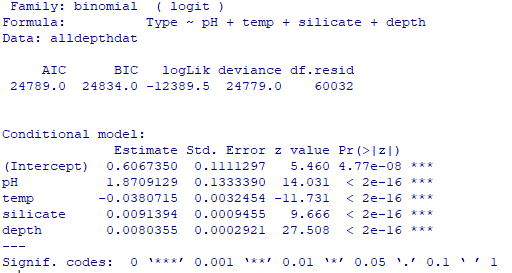 Family: binomial  ( logit )
Formula:          Type ~ pH + temp + silicate + depth
Data: alldepthdat
     AIC      BIC   logLik deviance df.resid
 24789.0  24834.0 -12389.5  24779.0    60032
Conditional model:
              Estimate Std. Error z value Pr(>|z|)
(Intercept)  0.6067350  0.1111297   5.460 4.77e-08 ***
pH           1.8709129  0.1333390  14.031  < 2e-16 ***
temp        -0.0380715  0.0032454 -11.731  < 2e-16 ***
silicate     0.0091394  0.0009455   9.666  < 2e-16 ***
depth        0.0080355  0.0002921  27.508  < 2e-16 ***
---
Signif. codes:  0 ‘***’ 0.001 ‘**’ 0.01 ‘*’ 0.05 ‘.’ 0.1 ‘ ’ 1